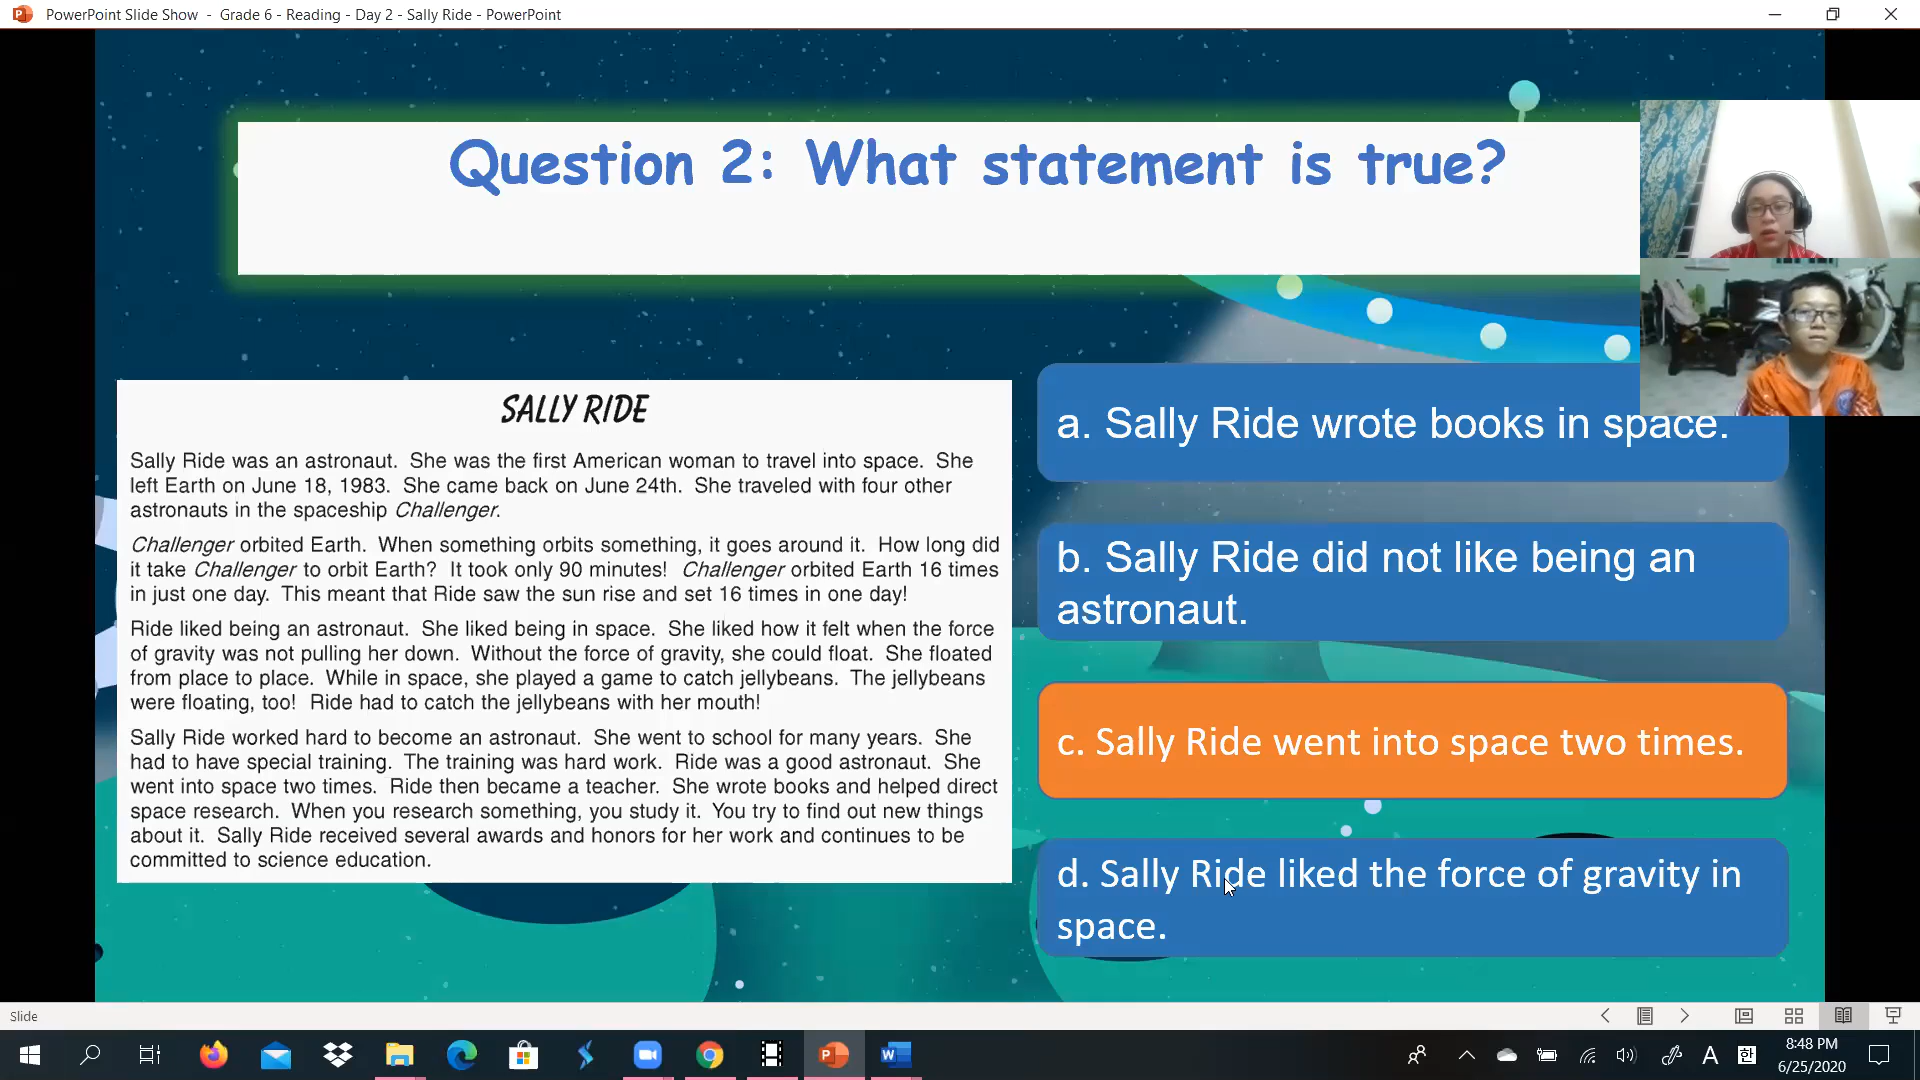 PowerPoint Slide Show - Grade 6 - Reading - Day 2 - Sally Ride - PowerPoint
Question 2: What statement is true?
SALLY RIDE
Sally Ride was an astronaut. She was the first American woman to travel into space. She
left Earth on June 18, 1983. She came back on June 24th. She traveled with four other
astronauts in the spaceship Challenger.
Challenger orbited Earth. When something orbits something, it goes around it. How long did
it take Challenger to orbit Earth? It took only 90 minutes! Challenger orbited Earth 16 times
in just one day. This meant that Ride saw the sun rise and set 16 times in one day!
Ride liked being an astronaut. She liked being in space. She liked how it felt when the force
of gravity was not pulling her down. Without the force of gravity, she could float. She floated
from place to place. While in space, she played a game to catch jellybeans. The jellybeans
were floating, too! Ride had to catch the jellybeans with her mouth!
Sally Ride worked hard to become an astronaut. She went to school for many years. She
had to have special training. The training was hard work. Ride was a good astronaut. She
went into space two times. Ride then became a teacher. She wrote books and helped direct
space research. When you research something, you study it. You try to find out new things
about it. Sally Ride received several awards and honors for her work and continues to be
committed to science education.
a. Sally Ride wrote books in space.
b. Sally Ride did not like being an
astronaut.
c. Sally Ride went into space two times.
d. Sally Ride liked the force of gravity in
space.
Slide
A
한
8:48 PM
6/25/2020